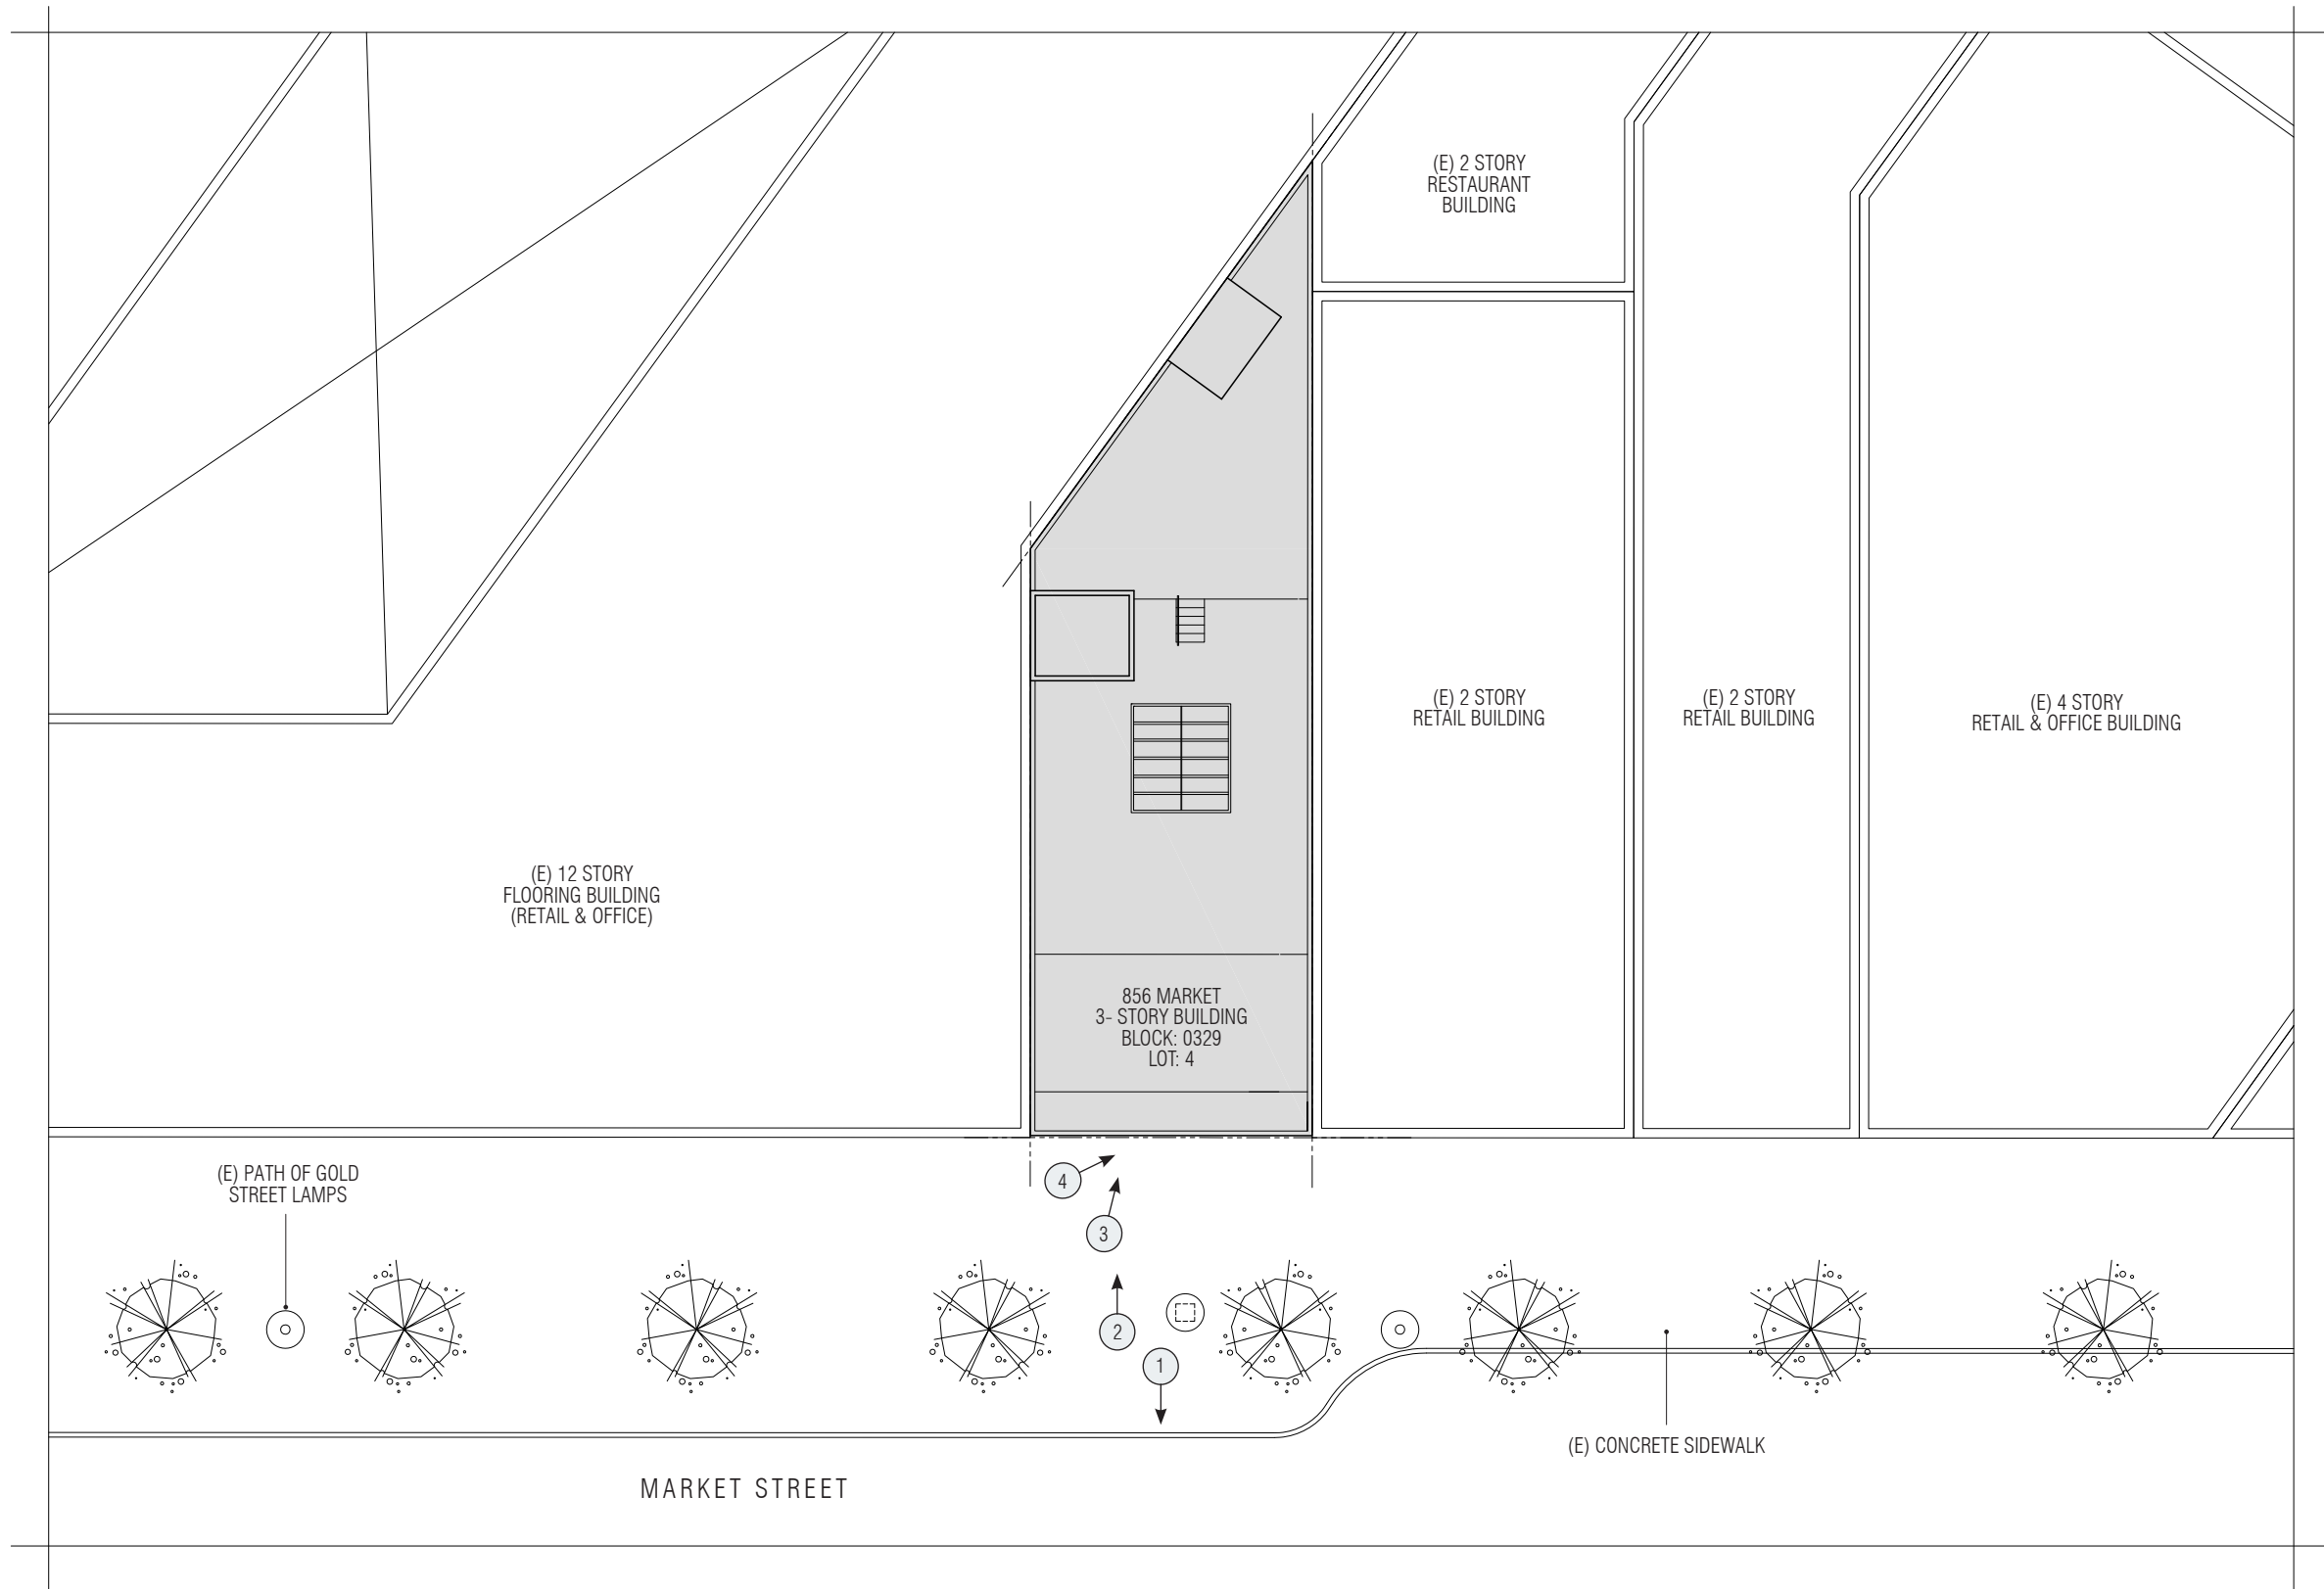 (E) 2 STORY
RESTAURANT
BUILDING
(E) 2 STORY
RETAIL BUILDING
(E) 2 STORY
RETAIL BUILDING
(E) 4 STORY
RETAIL & OFFICE BUILDING
(E) 12 STORY
FLOORING BUILDING
(RETAIL & OFFICE)
856 MARKET
3- STORY BUILDING
BLOCK: 0329
LOT: 4
(E) PATH OF GOLD
STREET LAMPS
4
3
2
1
(E) CONCRETE SIDEWALK
MARKET STREET